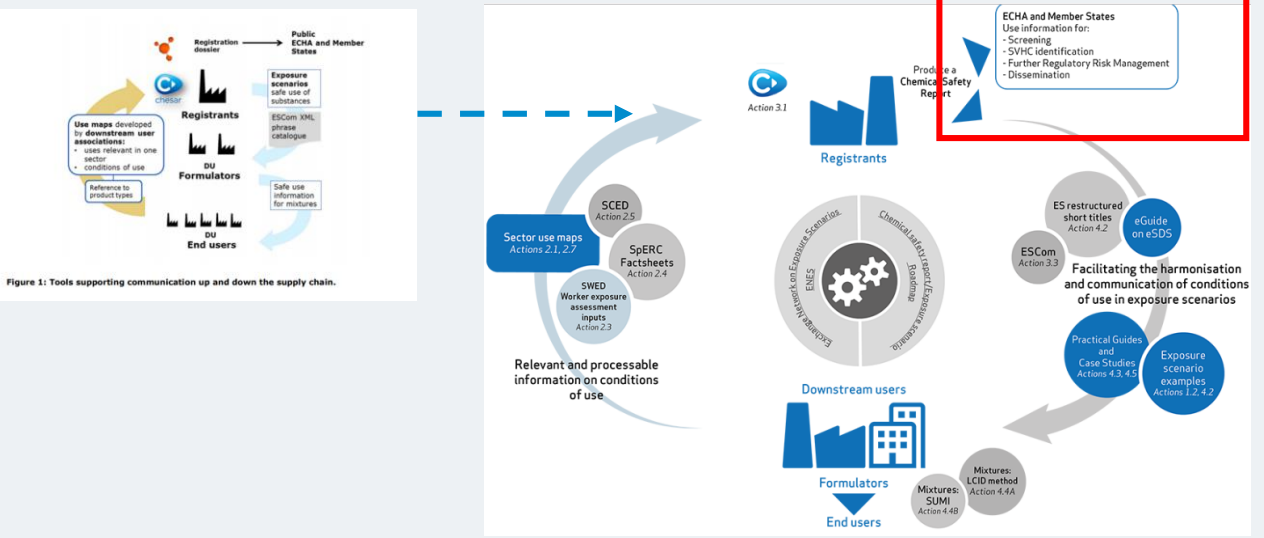 Registration
dossier
Public
ECHA and Member
States
chesar
Registrants
Exposure
scenarios
safe use of
substances
ESCom XML
phrase
catalogue
Use maps developed
by downstream user
associations:
• uses relevant in one
sector
• conditions of use
Reference to
product types
DU
Formulators
Safe use
information
for mixtures
DU
End users
Figure 1: Tools supporting communication up and down the supply chain.
ECHA and Member States
Use information for:
- Screening
- SVHC identification
- Further Regulatory Risk Management
- Dissemination
Produce a
Chemical Safety
Report
Action 3.1
Registrants
SCED
Action 2.5
Sector use maps
Actions 2.1, 2.7
SpERC
Factsheets
Action 2.4
SWED
Worker exposure
assessment
inputs
Action 2.3
Relevant and processable
information on conditions
of use
Exchange Network on Exposure Scenarios
ENES
Chemical safety report/Exposure scenario
Roadmap
ES restructured
short titles
Action 4.2
eGuide
on eSDS
ESCom
Action 3.3
Facilitating the harmonisation
and communication of conditions
of use in exposure scenarios
Practical Guides
and
Case Studies
Actions 4.3, 4.5
Exposure
scenario
examples
Actions 1.2, 4.2
Downstream users
Formulators
End users
Mixtures:
LCID method
Action 4.4A
Mixtures:
SUMI
Action 4.4B